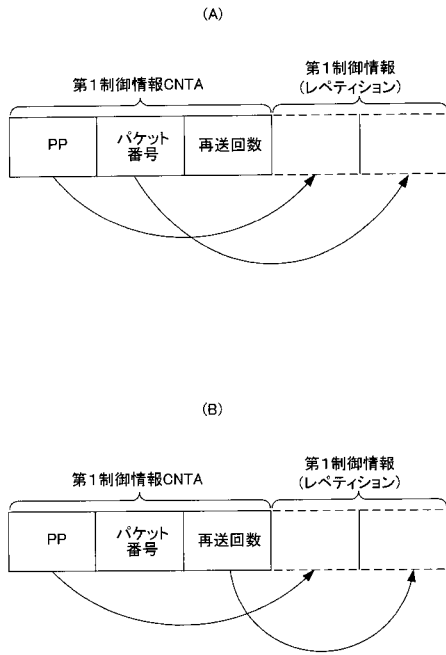 (A)
第1制御情報CNTA
第1制御情報
(レペティション)
PP
パケット
番号
再送回数
(B)
第1制御情報CNTA
第1制御情報
(レペティション)
PP
パケット
番号
再送回数